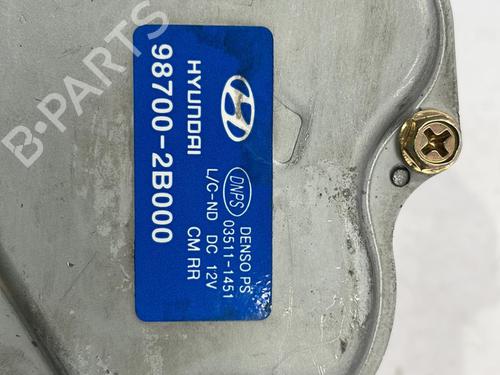 HYUNDAI
98700-2B000
DNPS
DENSO PS
03511-1451
L/C-ND DC 12V
CM RR
B-PARTS